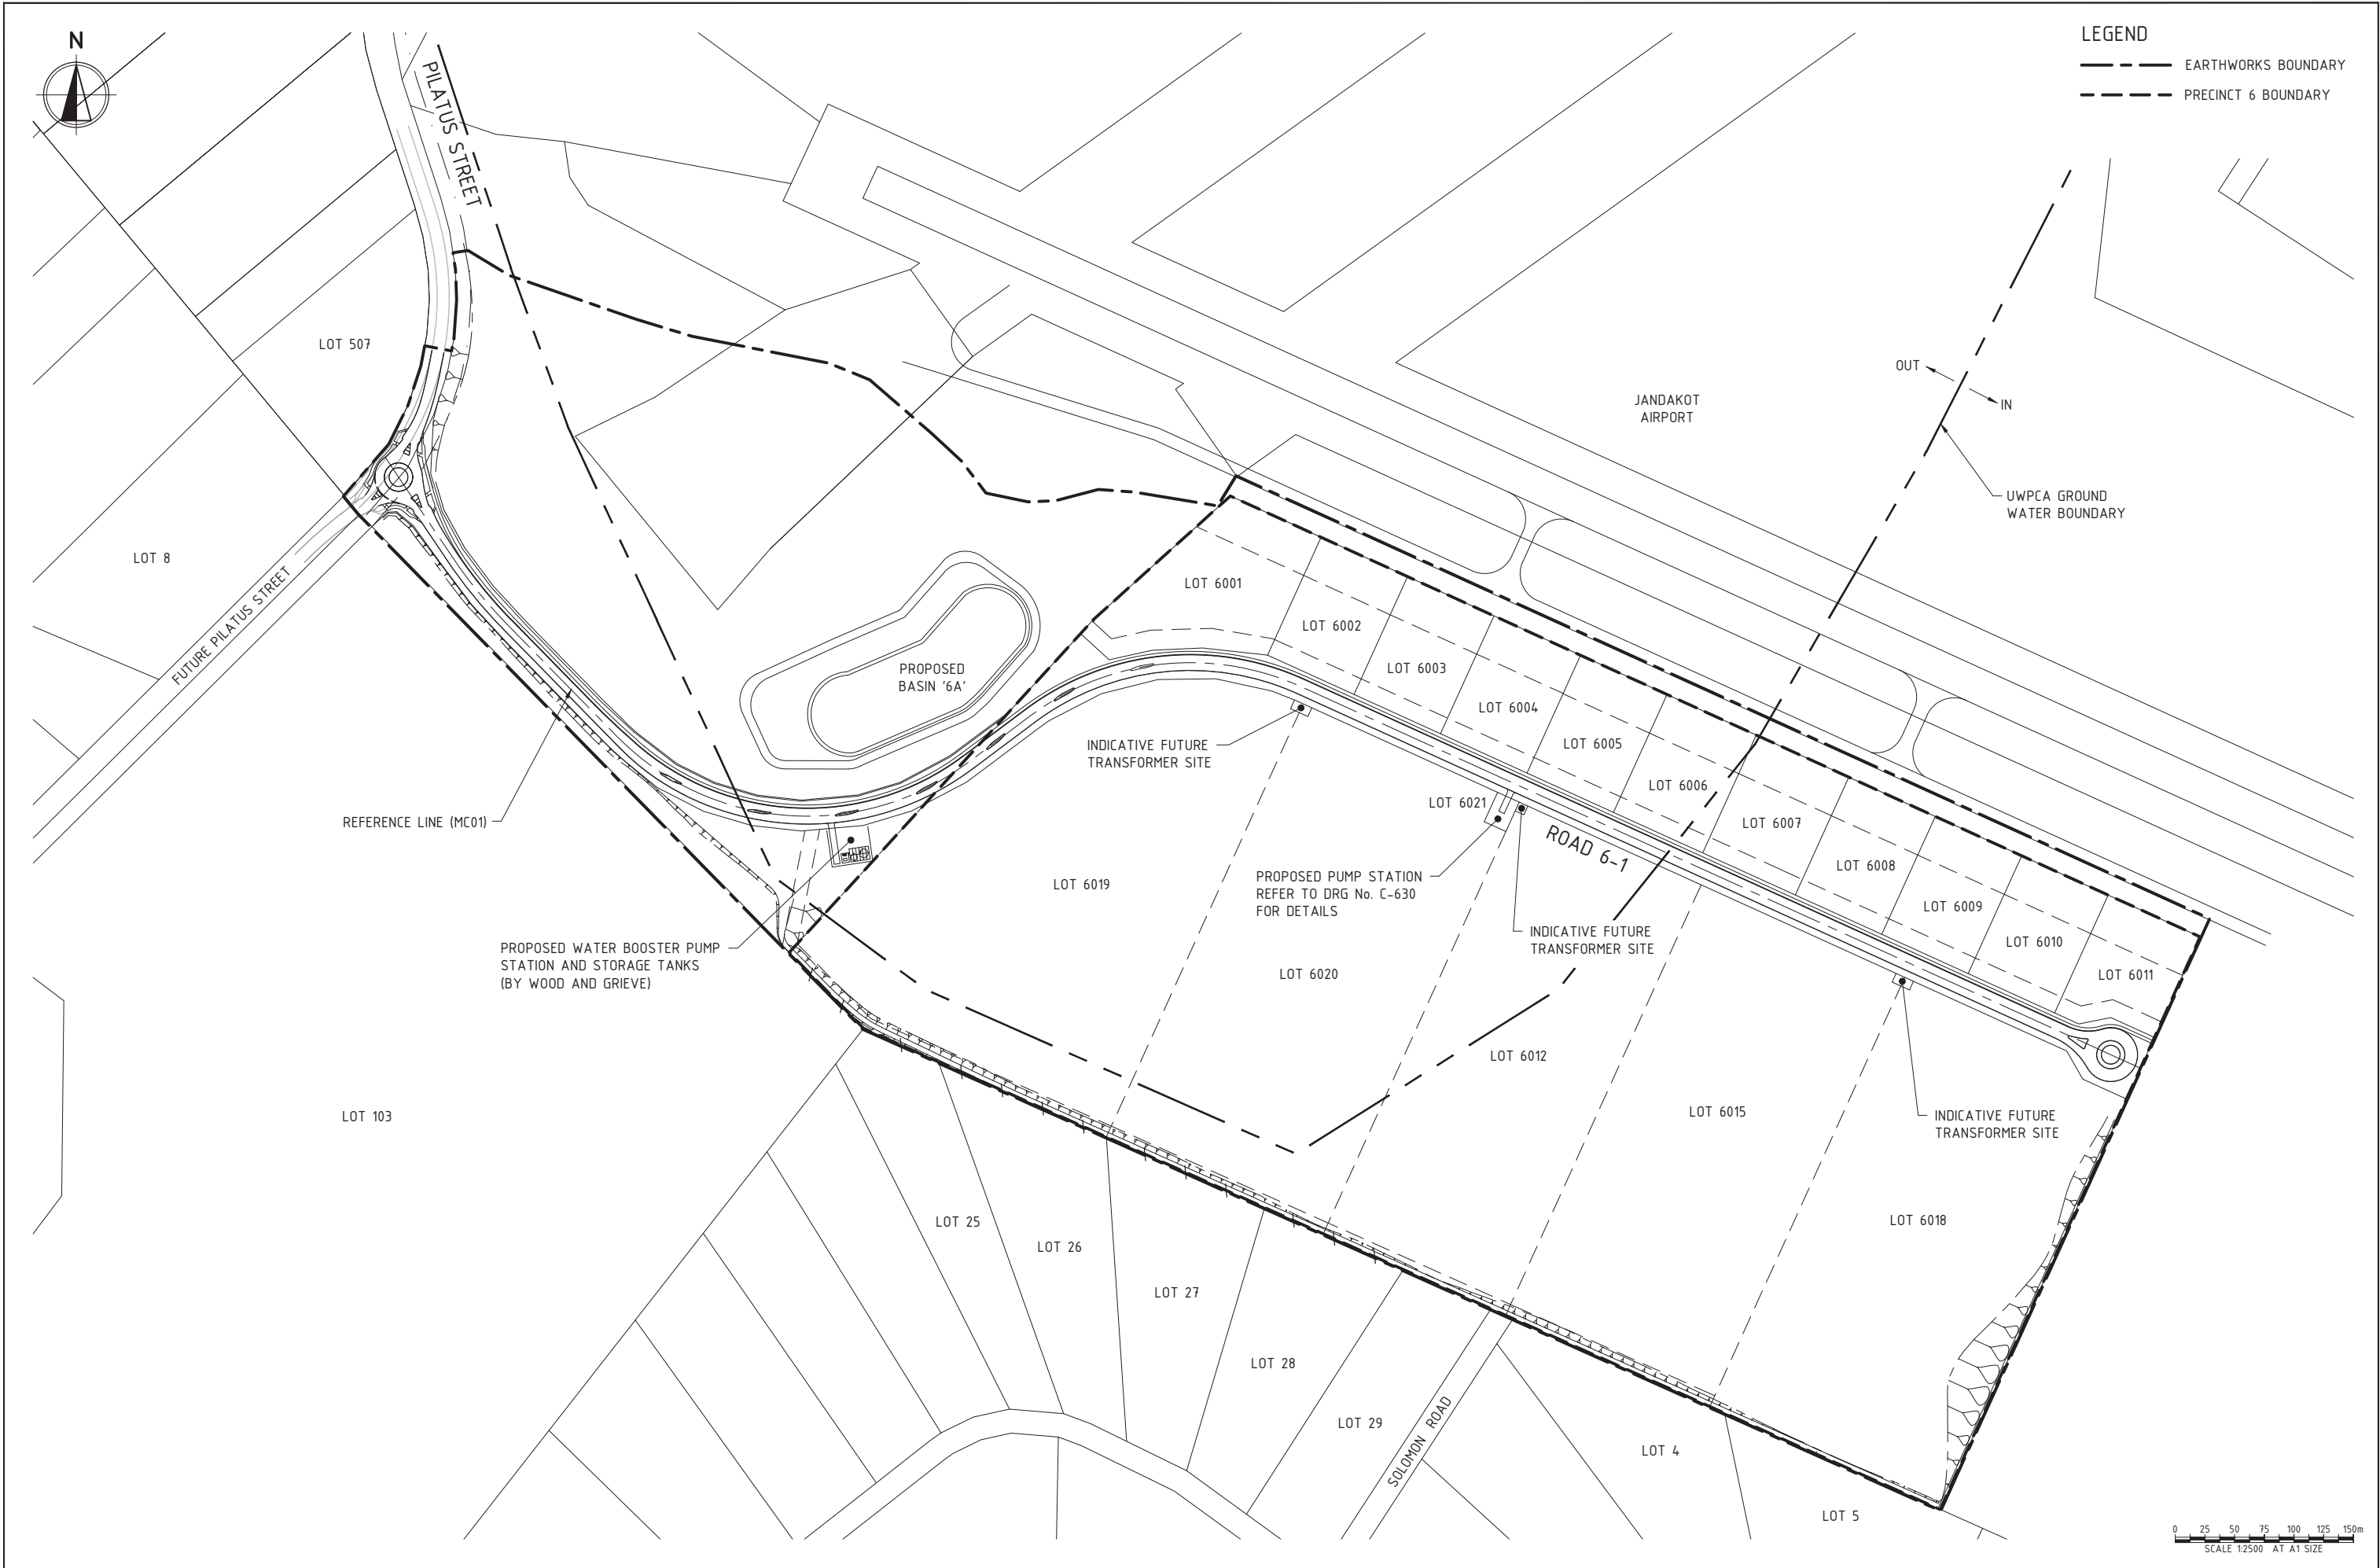 N
PILATUS STREET
LEGEND
EARTHWORKS BOUNDARY
PRECINCT 6 BOUNDARY
LOT 507
OUT
IN
JANDAKOT
AIRPORT
UWPCA GROUND
WATER BOUNDARY
LOT 8
FUTURE PILATUS STREET
LOT 6001
LOT 6002
LOT 6003
LOT 6004
LOT 6005
LOT 6006
LOT 6007
LOT 6008
LOT 6009
LOT 6010
LOT 6011
PROPOSED
BASIN '6A'
INDICATIVE FUTURE
TRANSFORMER SITE
REFERENCE LINE (MC01)
LOT 6021
ROAD 6-1
PROPOSED PUMP STATION
REFER TO DRG No. C-630
FOR DETAILS
INDICATIVE FUTURE
TRANSFORMER SITE
LOT 6019
LOT 6020
LOT 6012
LOT 6015
LOT 6018
PROPOSED WATER BOOSTER PUMP
STATION AND STORAGE TANKS
(BY WOOD AND GRIEVE)
INDICATIVE FUTURE
TRANSFORMER SITE
LOT 103
LOT 25
LOT 26
LOT 27
LOT 28
LOT 29
SOLOMON ROAD
LOT 4
LOT 5
0 25 50 75 100 125 150m
SCALE 1:2500 AT A1 SIZE